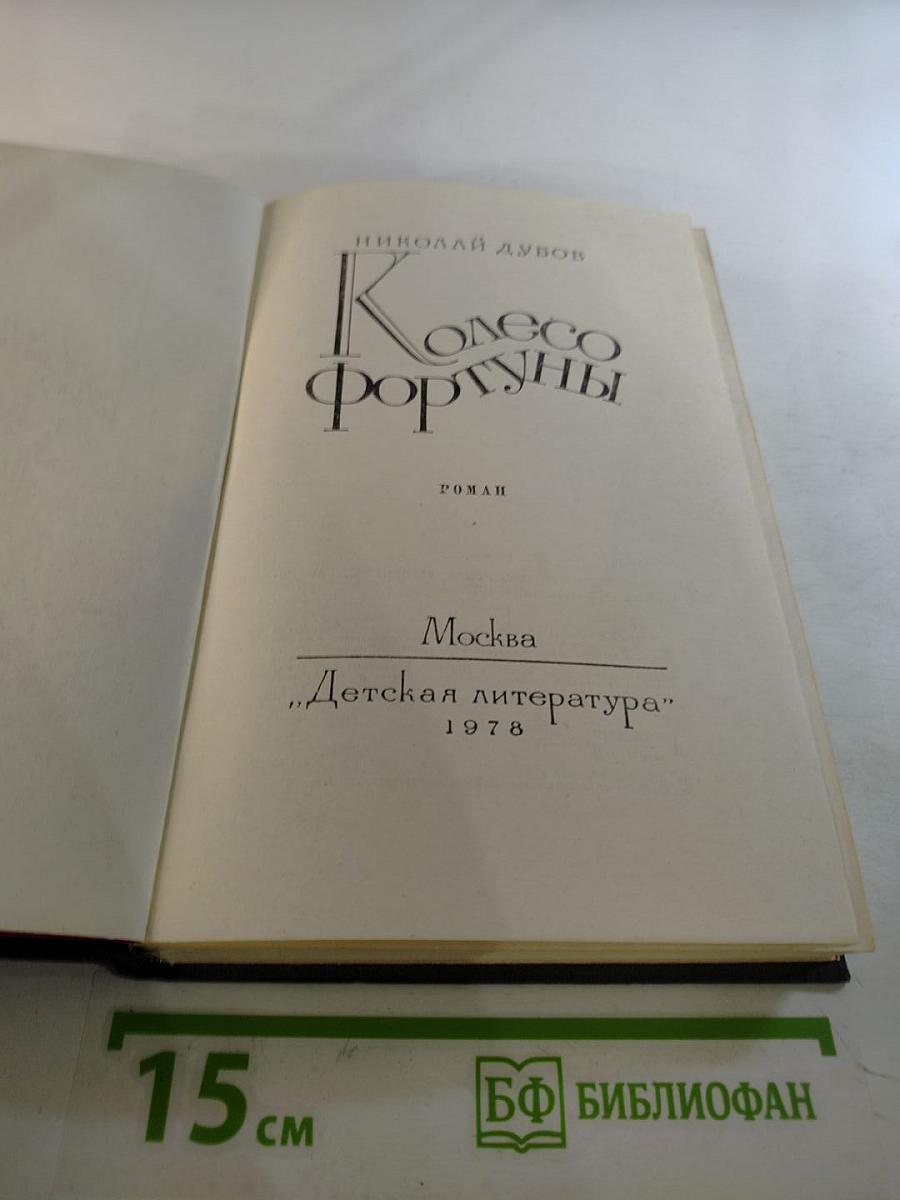 НИКОЛАЙ ДУБОВ
Колесо
фортуны
РОМАН
Москва
„Детская литература”
1978
15 см
БФ БИБЛИОФАН